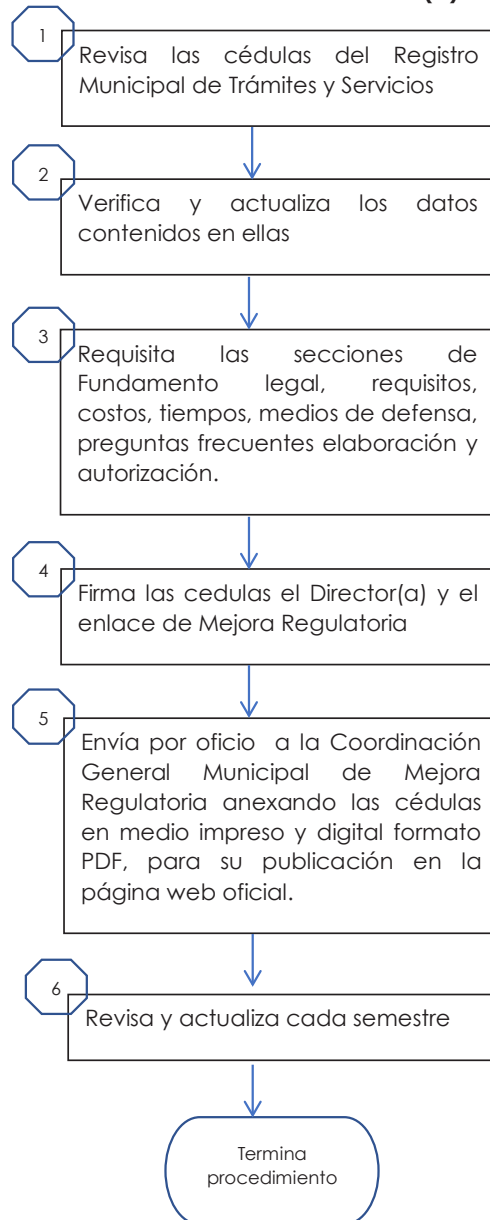 1
Revisa las cédulas del Registro
Municipal de Trámites y Servicios
2
Verifica y actualiza los datos
contenidos en ellas
3
Requisita las secciones de
Fundamento legal, requisitos,
costos, tiempos, medios de defensa,
preguntas frecuentes elaboración y
autorización.
4
Firma las cedulas el Director(a) y el
enlace de Mejora Regulatoria
5
Envía por oficio a la Coordinación
General Municipal de Mejora
Regulatoria anexando las cédulas
en medio impreso y digital formato
PDF, para su publicación en la
página web oficial.
6
Revisa y actualiza cada semestre
Termina
procedimiento